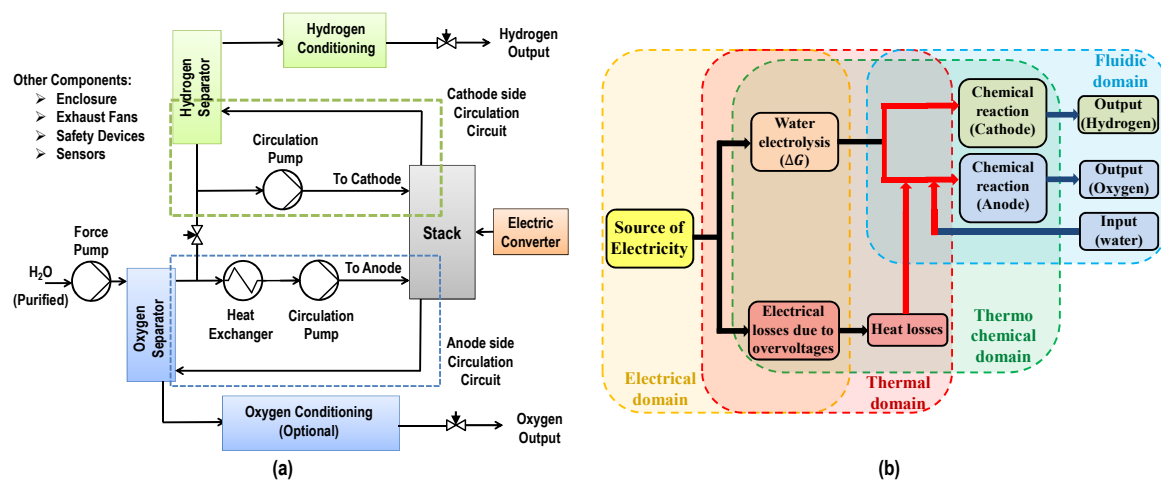 Other Components:
➢ Enclosure
➢ Exhaust Fans
➢ Safety Devices
➢ Sensors
Hydrogen
Separator
Hydrogen
Conditioning
Hydrogen
Output
Cathode side
Circulation
Circuit
Circulation
Pump
To Cathode
Stack
Electric
Converter
Force
Pump
H₂O
(Purified)
Oxygen
Separator
Heat
Exchanger
Circulation
Pump
To Anode
Anode side
Circulation
Circuit
Oxygen Conditioning
(Optional)
Oxygen
Output
(a)
Fluidic
domain
Source of
Electricity
Water
electrolysis
(ΔG)
Chemical
reaction
(Cathode)
Output
(Hydrogen)
Chemical
reaction
(Anode)
Output
(Oxygen)
Input
(water)
Electrical
losses due to
overvoltages
Heat losses
Thermo
chemical
domain
Electrical
domain
Thermal
domain
(b)